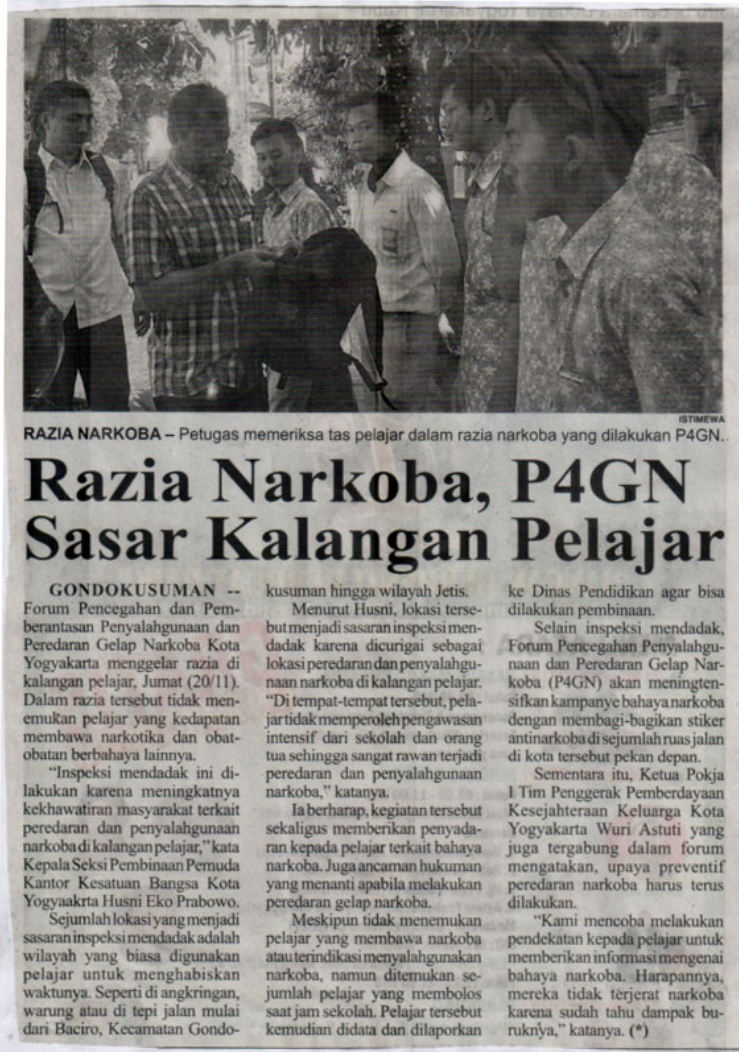 ISTIMEWA
RAZIA NARKOBA – Petugas memeriksa tas pelajar dalam razia narkoba yang dilakukan P4GN..
Razia Narkoba, P4GN
Sasar Kalangan Pelajar
GONDOKUSUMAN --
Forum Pencegahan dan Pem-
berantasan Penyalahgunaan dan
Peredaran Gelap Narkoba Kota
Yogyakarta menggelar razia di
kalangan pelajar, Jumat (20/11).
Dalam razia tersebut tidak men-
emukan pelajar yang kedapatan
membawa narkotika dan obat-
obatan berbahaya lainnya.
“Inspeksi mendadak ini di-
lakukan karena meningkatnya
kekhawatiran masyarakat terkait
peredaran dan penyalahgunaan
narkoba di kalangan pelajar,” kata
Kepala Seksi Pembinaan Pemuda
Kantor Kesatuan Bangsa Kota
Yogyaakrta Husni Eko Prabowo.
Sejumlah lokasi yang menjadi
sasaran inspeksi mendadak adalah
wilayah yang biasa digunakan
pelajar untuk menghabiskan
waktunya. Seperti di angkringan,
warung atau di tepi jalan mulai
dari Baciro, Kecamatan Gondo-
kusuman hingga wilayah Jetis.
Menurut Husni, lokasi terse-
but menjadi sasaran inspeksi men-
dadak karena dicurigai sebagai
lokasi peredaran dan penyalahgu-
naan narkoba di kalangan pelajar.
“Di tempat-tempat tersebut, pela-
jar tidak memperoleh pengawasan
intensif dari sekolah dan orang
tua sehingga sangat rawan terjadi
peredaran dan penyalahgunaan
narkoba,” katanya.
Ia berharap, kegiatan tersebut
sekaligus memberikan penyada-
ran kepada pelajar terkait bahaya
narkoba. Juga ancaman hukuman
yang menanti apabila melakukan
peredaran gelap narkoba.
Meskipun tidak menemukan
pelajar yang membawa narkoba
atau terindikasi menyalahgunakan
narkoba, namun ditemukan se-
jumlah pelajar yang membolos
saat jam sekolah. Pelajar tersebut
kemudian didata dan dilaporkan
ke Dinas Pendidikan agar bisa
dilakukan pembinaan.
Selain inspeksi mendadak,
Forum Pencegahan Penyalahgu-
naan dan Peredaran Gelap Nar-
koba (P4GN) akan meningten-
sifkan kampanye bahaya narkoba
dengan membagi-bagikan stiker
antinarkoba di sejumlah ruas jalan
di kota tersebut pekan depan.
Sementara itu, Ketua Pokja
I Tim Penggerak Pemberdayaan
Kesejahteraan Keluarga Kota
Yogyakarta Wuri Astuti yang
juga tergabung dalam forum
mengatakan, upaya preventif
peredaran narkoba harus terus
dilakukan.
“Kami mencoba melakukan
pendekatan kepada pelajar untuk
memberikan informasi mengenai
bahaya narkoba. Harapannya,
mereka tidak terjerat narkoba
karena sudah tahu dampak bu-
ruknya,” katanya. (*)